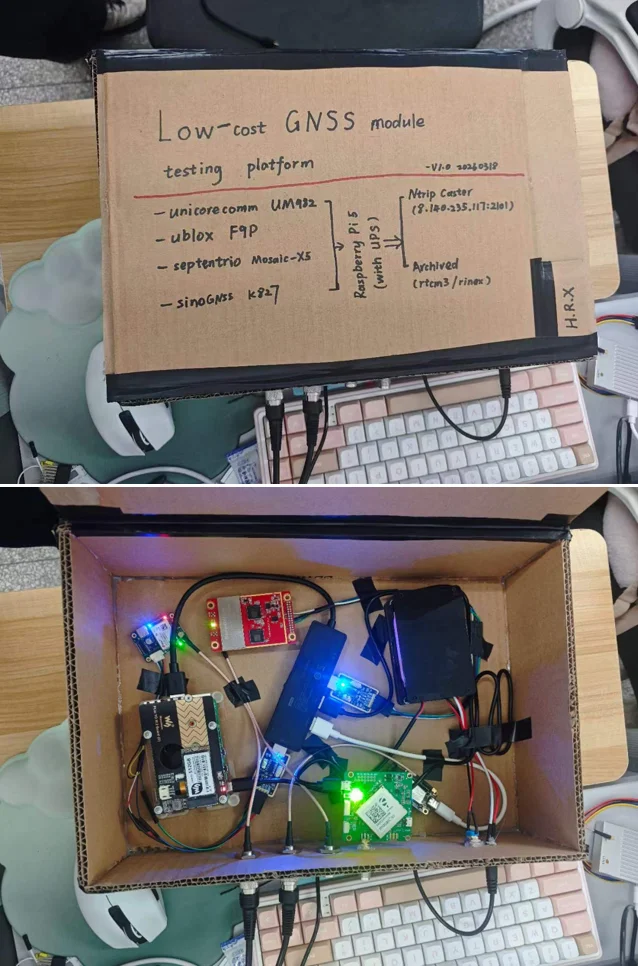 Low-cost GNSS module
testing platform
-V1.0 20260318
- unicorecomm UM982
- ublox F9P
- septentrio Mosaic-X5
- sinoGNSS k827
Raspberry Pi 5
(with UPS)
Ntrip Caster
(8.140.235.117:2101)
Archived
(rtcm3/rinex)
H.R.X